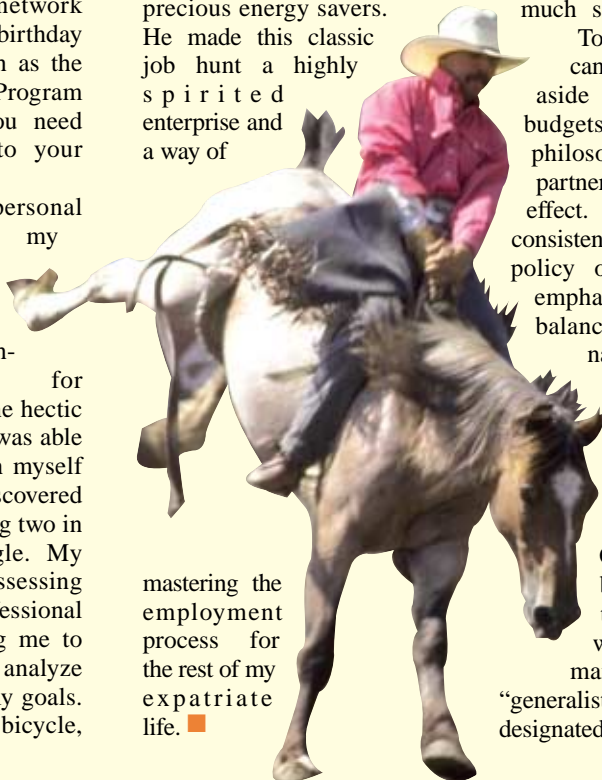 network
birthday
n as the
Program
ou need
to your
personal
my
n-
for
e hectic
was able
n myself
scovered
g two in
gle. My
ssessing
essional
g me to
analyze
y goals.
bicycle,
precious energy savers.
He made this classic
job hunt a highly
spirited
enterprise and
a way of
mastering the
employment
process for
the rest of my
expatriate
life.
much s
To
can
aside
budgets
philoso
partner
effect.
consisten
policy o
empha
balanc
na
w
ma
“generalis
designated